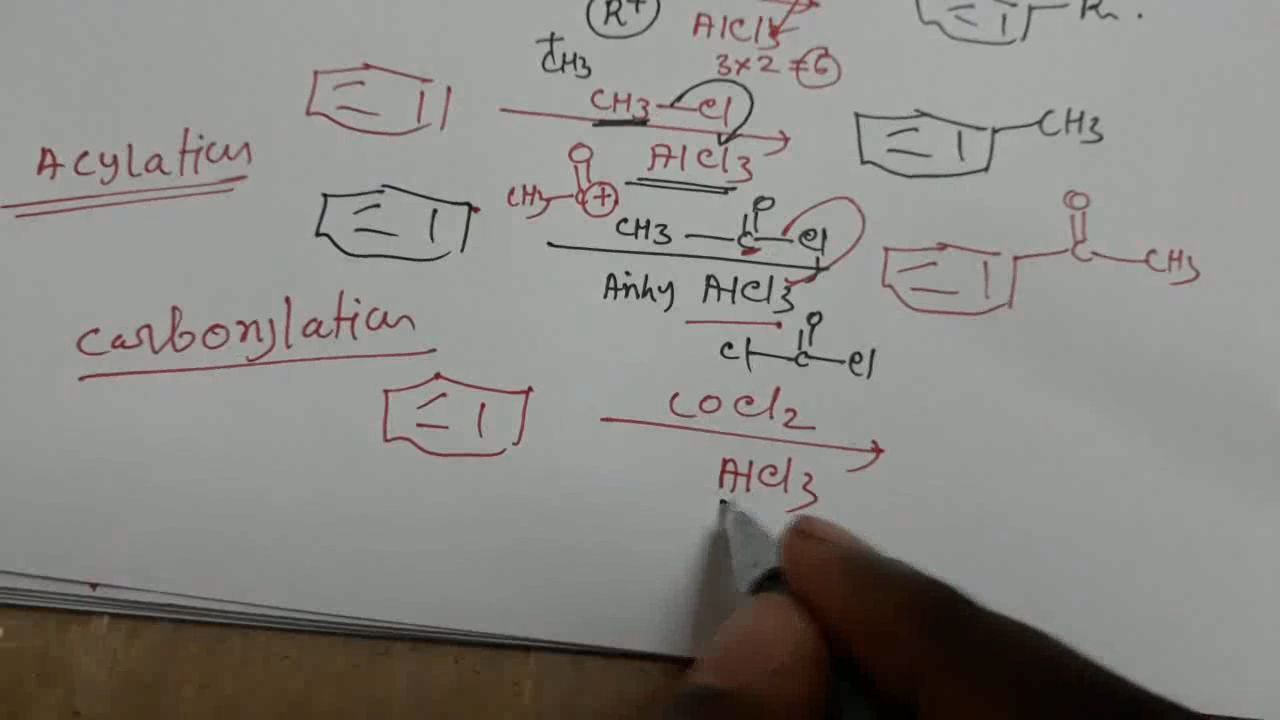 R+ AlCl3 R.
3×2=6
+CH3
CH3—Cl
AlCl3 CH3
Acylation
O
CH3—C+
O
CH3—C—Cl
O
C—CH3
Anhy AlCl3
Carbonylation
O
Cl—C—Cl
COCl2
AlCl3